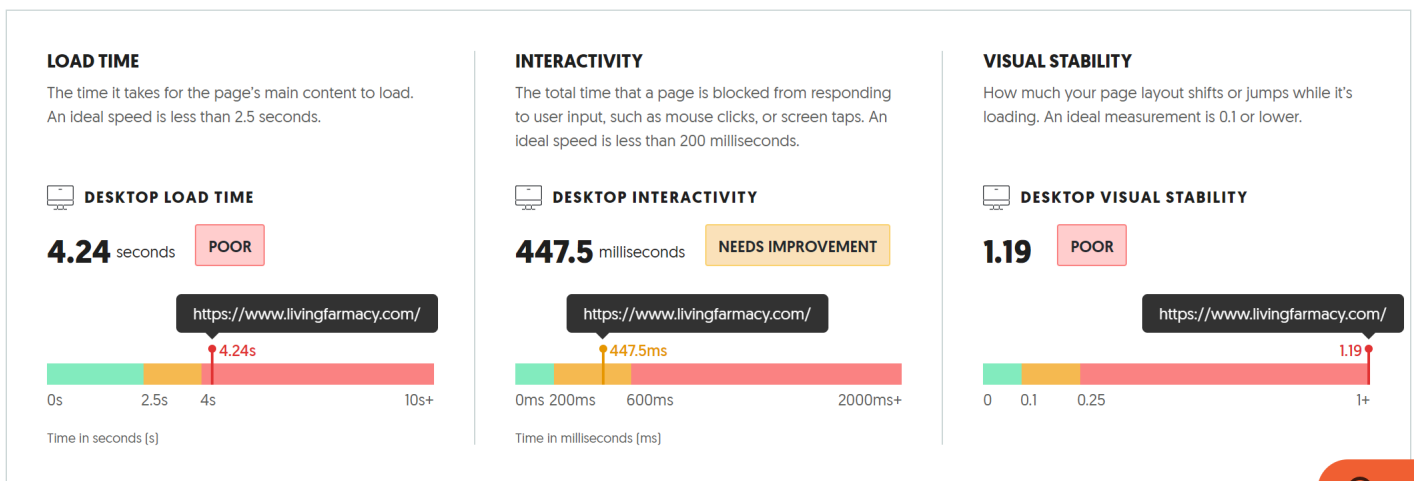 LOAD TIME
The time it takes for the page's main content to load.
An ideal speed is less than 2.5 seconds.
DESKTOP LOAD TIME
4.24 seconds
POOR
https://www.livingfarmacy.com/
4.24s
0s
2.5s
4s
10s+
Time in seconds (s)
INTERACTIVITY
The total time that a page is blocked from responding
to user input, such as mouse clicks, or screen taps. An
ideal speed is less than 200 milliseconds.
DESKTOP INTERACTIVITY
447.5 milliseconds
NEEDS IMPROVEMENT
https://www.livingfarmacy.com/
447.5ms
0ms
200ms
600ms
2000ms+
Time in milliseconds (ms)
VISUAL STABILITY
How much your page layout shifts or jumps while it's
loading. An ideal measurement is 0.1 or lower.
DESKTOP VISUAL STABILITY
1.19
POOR
https://www.livingfarmacy.com/
1.19
0
0.1
0.25
1+